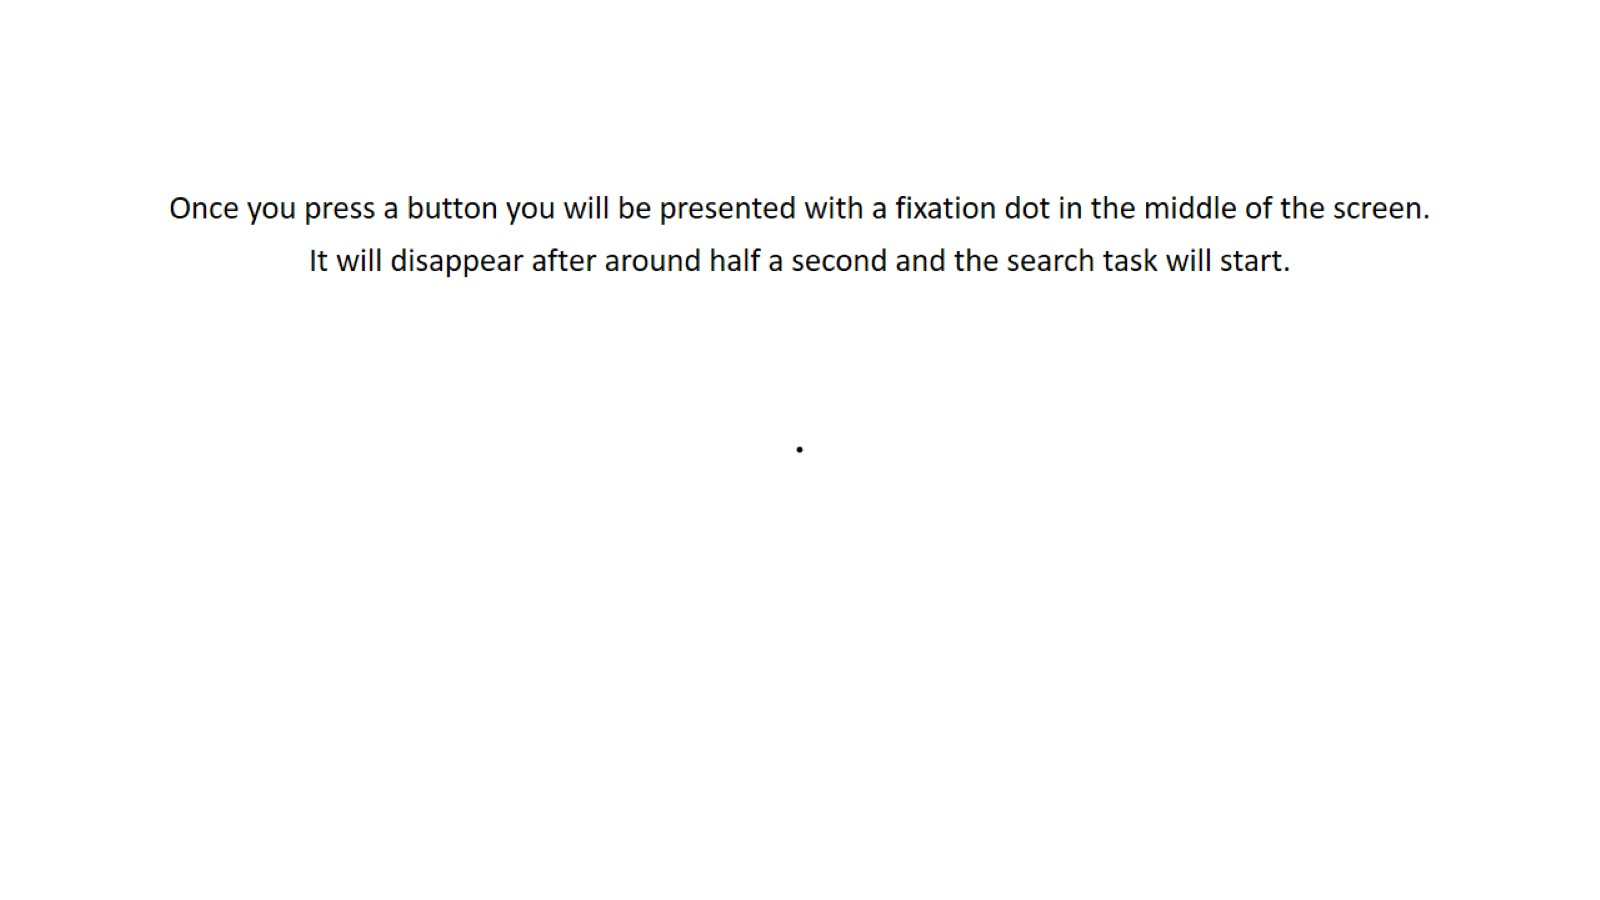 Once you press a button you will be presented with a fixation dot in the middle of the screen.
It will disappear after around half a second and the search task will start.